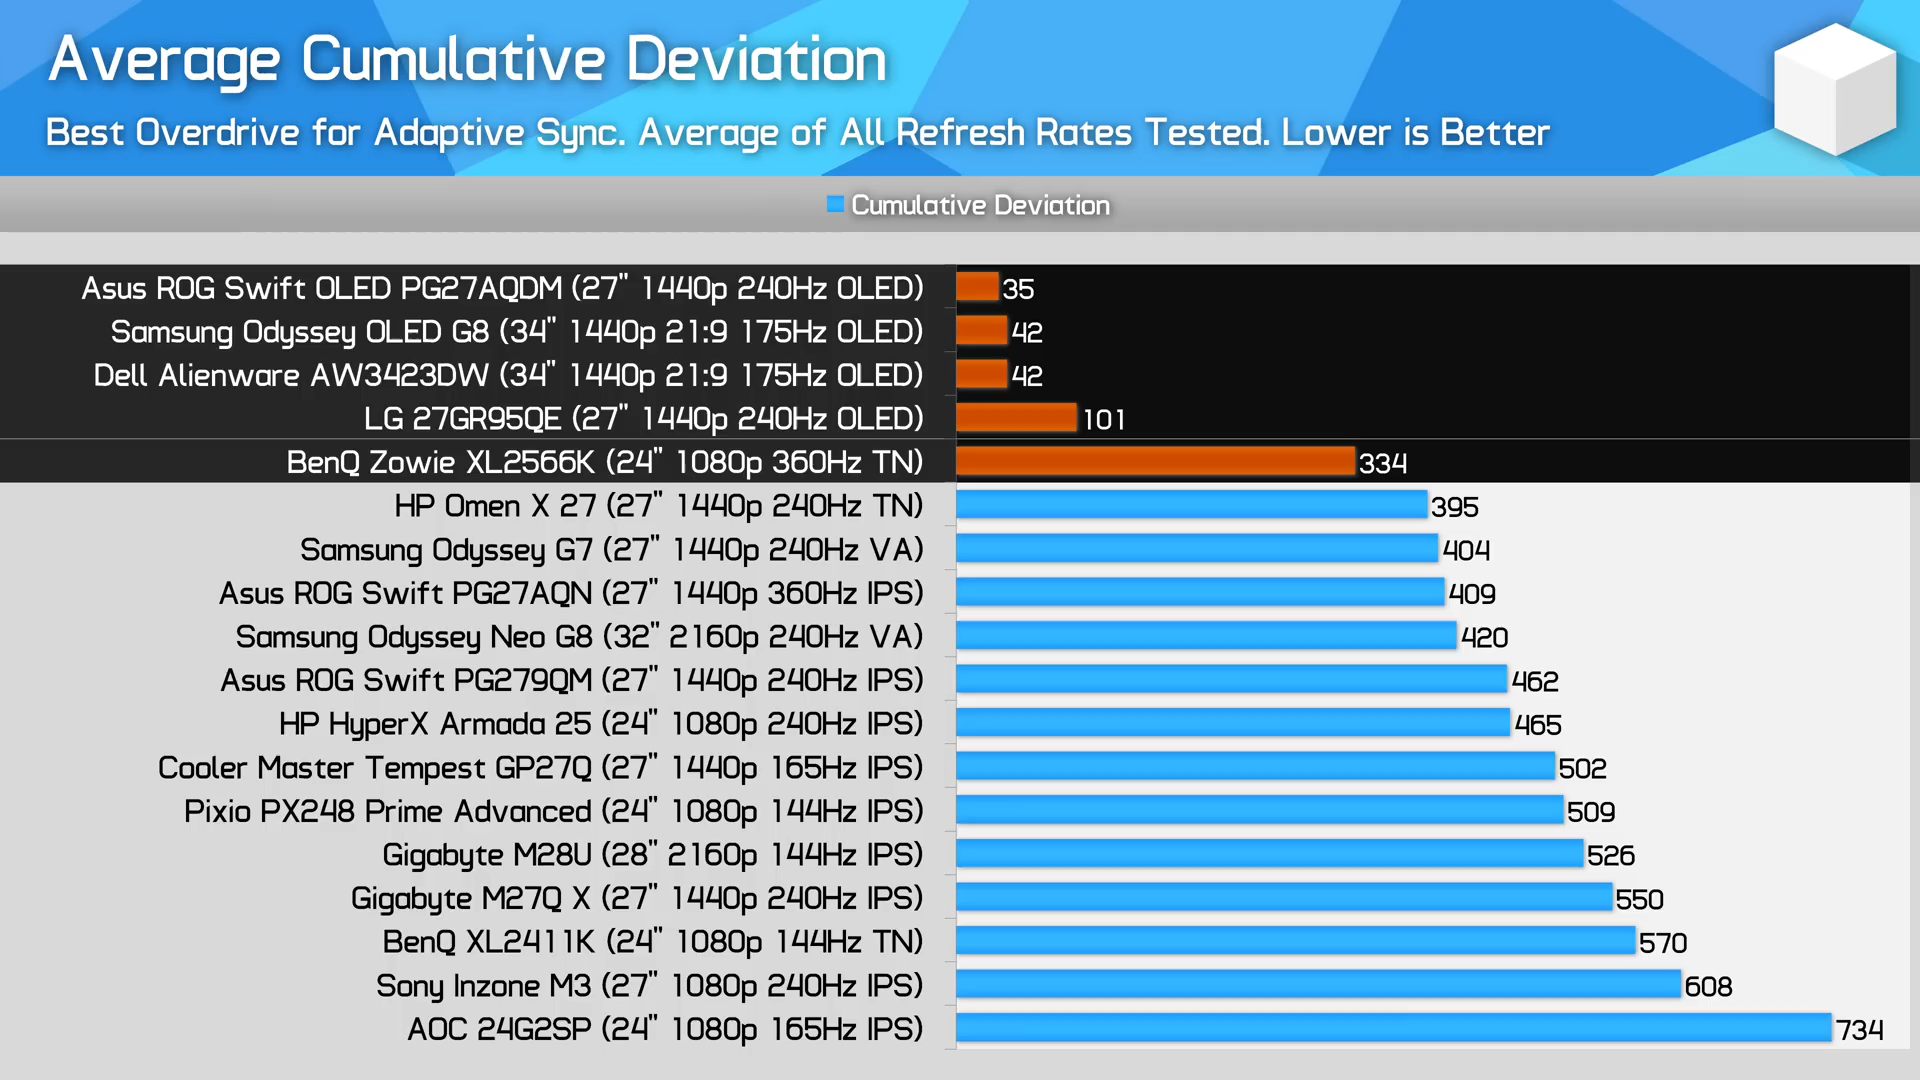 Average Cumulative Deviation
Best Overdrive for Adaptive Sync. Average of All Refresh Rates Tested. Lower is Better
Cumulative Deviation
Asus ROG Swift OLED PG27AQDM (27" 1440p 240Hz OLED) 35
Samsung Odyssey OLED G8 (34" 1440p 21:9 175Hz OLED) 42
Dell Alienware AW3423DW (34" 1440p 21:9 175Hz OLED) 42
LG 27GR95QE (27" 1440p 240Hz OLED) 101
BenQ Zowie XL2566K (24" 1080p 360Hz TN) 334
HP Omen X 27 (27" 1440p 240Hz TN) 395
Samsung Odyssey G7 (27" 1440p 240Hz VA) 404
Asus ROG Swift PG27AQN (27" 1440p 360Hz IPS) 409
Samsung Odyssey Neo G8 (32" 2160p 240Hz VA) 420
Asus ROG Swift PG279QM (27" 1440p 240Hz IPS) 462
HP HyperX Armada 25 (24" 1080p 240Hz IPS) 465
Cooler Master Tempest GP27Q (27" 1440p 165Hz IPS) 502
Pixio PX248 Prime Advanced (24" 1080p 144Hz IPS) 509
Gigabyte M28U (28" 2160p 144Hz IPS) 526
Gigabyte M27Q X (27" 1440p 240Hz IPS) 550
BenQ XL2411K (24" 1080p 144Hz TN) 570
Sony Inzone M3 (27" 1080p 240Hz IPS) 608
AOC 24G2SP (24" 1080p 165Hz IPS) 734